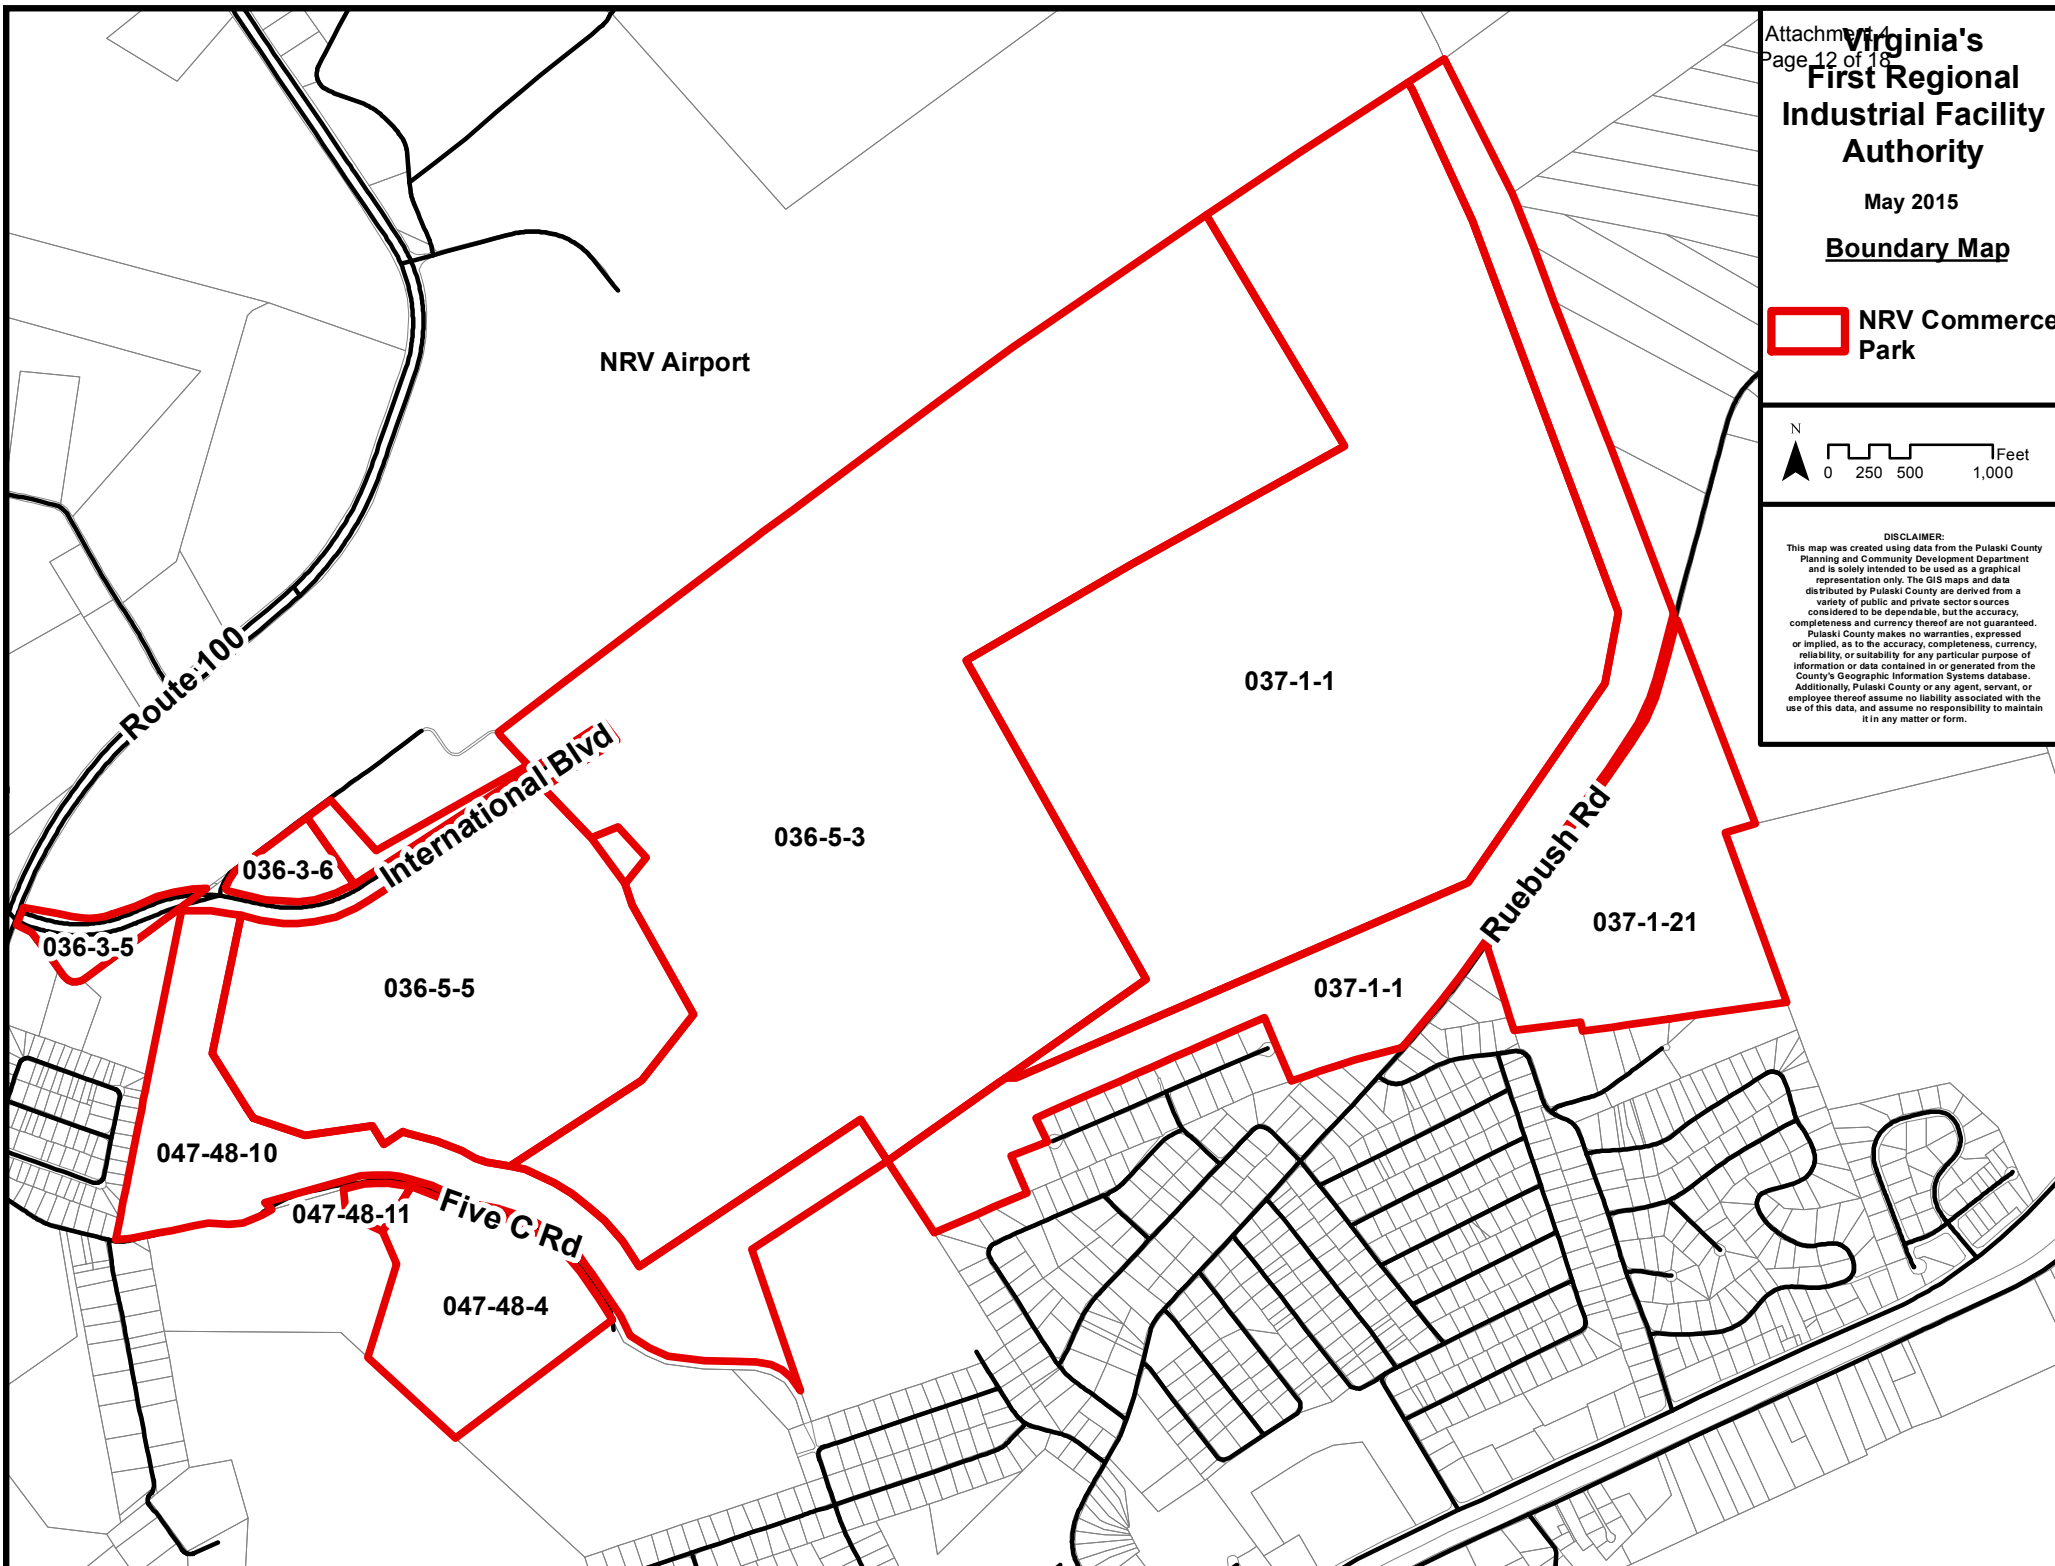 Attachment 4
Page 12 of 18
Virginia's
First Regional
Industrial Facility
Authority
May 2015
Boundary Map
NRV Commerce
Park
N
Feet
0 250 500 1,000
DISCLAIMER:
This map was created using data from the Pulaski County
Planning and Community Development Department
and is solely intended to be used as a graphical
representation only. The GIS maps and data
distributed by Pulaski County are derived from a
variety of public and private sector sources
considered to be dependable, but the accuracy,
completeness and currency thereof are not guaranteed.
Pulaski County makes no warranties, expressed
or implied, as to the accuracy, completeness, currency,
reliability, or suitability for any particular purpose of
information or data contained in or generated from the
County's Geographic Information Systems database.
Additionally, Pulaski County or any agent, servant, or
employee thereof assume no liability associated with the
use of this data, and assume no responsibility to maintain
it in any matter or form.
NRV Airport
Route 100
International Blvd
037-1-1
036-5-3
036-3-6
036-3-5
036-5-5
Ruebush Rd
037-1-21
037-1-1
047-48-10
047-48-11
Five C Rd
047-48-4